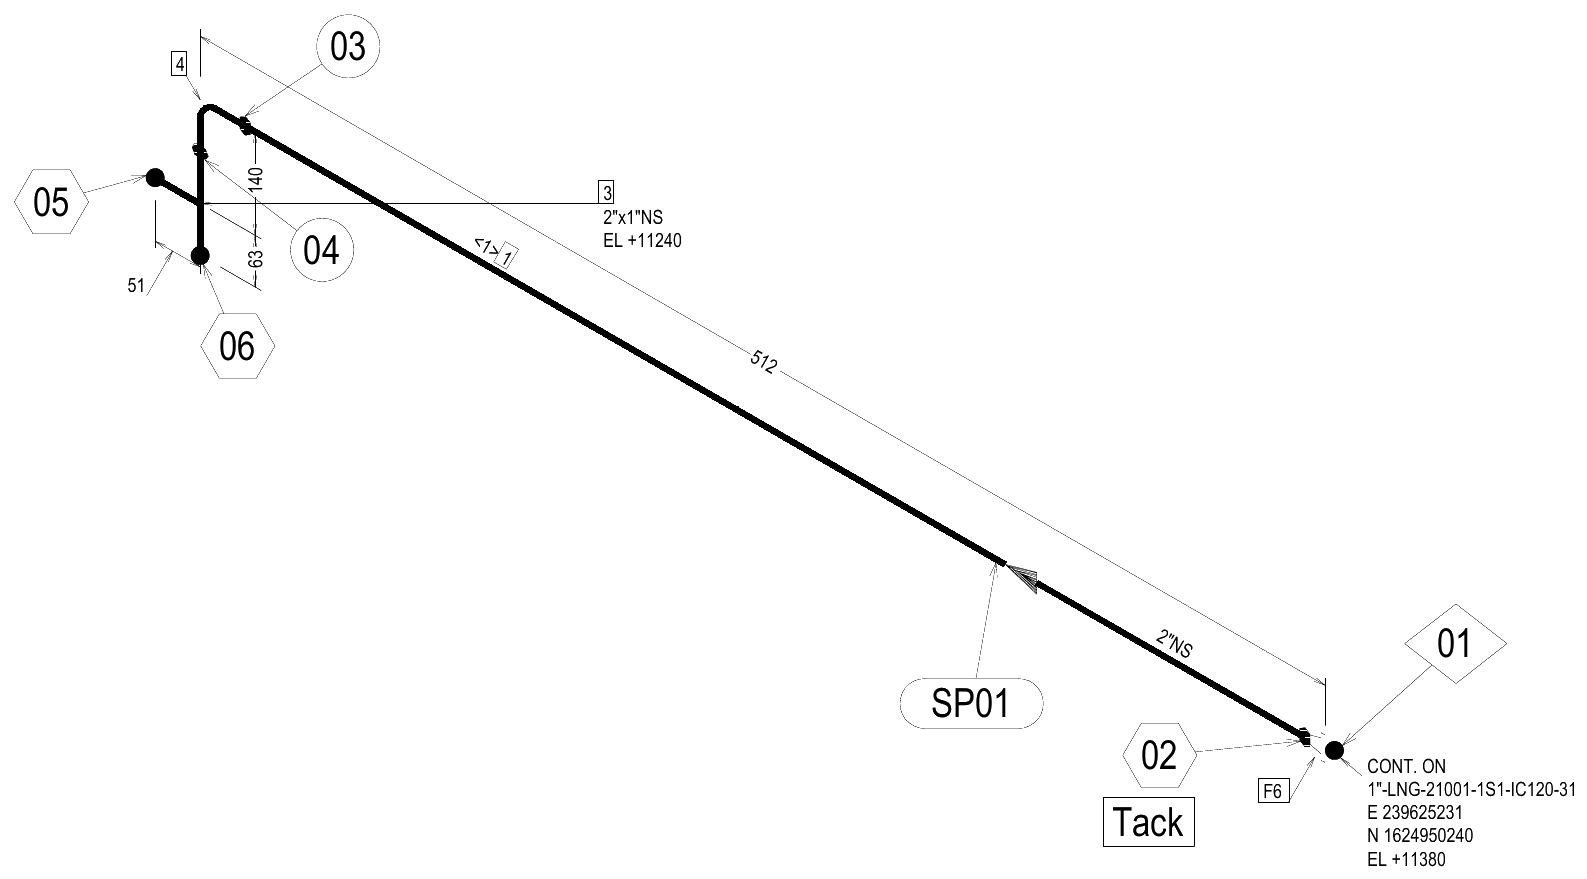 03
4
140
05
3
2"x1"NS
EL +11240
04
<1> 1
63
51
06
512
2"NS
01
SP01
02
F6
Tack
CONT. ON
1"-LNG-21001-1S1-IC120-31
E 239625231
N 1624950240
EL +11380